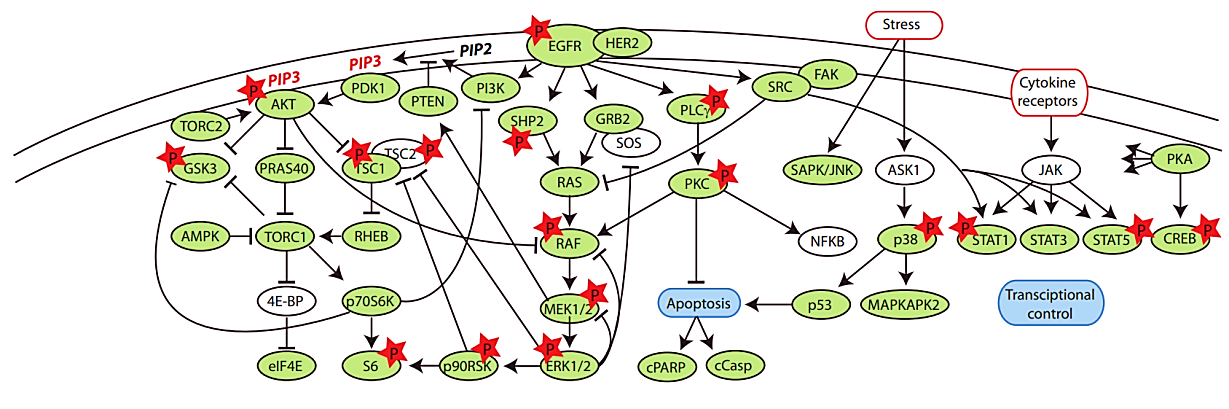 Stress
P
EGFR
HER2
PIP2
PIP3
PIP3
P
AKT
PDK1
PTEN
PI3K
SHP2
P
GRB2
SOS
PLCγ
P
SRC
FAK
Cytokine
receptors
TORC2
P
GSK3
PRAS40
P
TSC1
TSC2
P
RAS
PKC
P
SAPK/JNK
ASK1
JAK
PKA
AMPK
TORC1
RHEB
P
RAF
NFKB
p38
P
P
STAT1
STAT3
STAT5
P
CREB
P
4E-BP
p70S6K
MEK1/2
P
Apoptosis
p53
MAPKAPK2
Transciptional
control
eIF4E
S6
P
p90RSK
P
P
ERK1/2
cPARP
cCasp